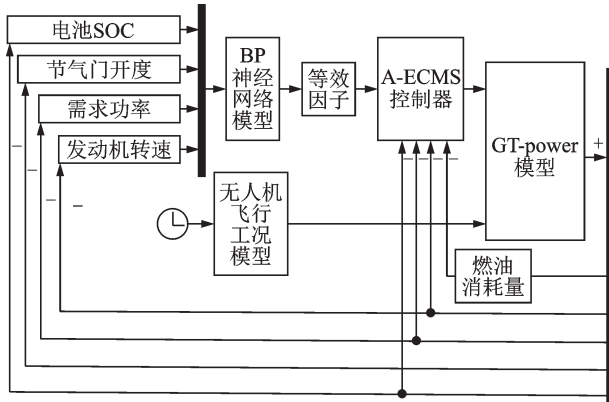 电池SOC
节气门开度
需求功率
发动机转速
BP
神经
网络
模型
等效
因子
A-ECMS
控制器
GT-power
模型
+
− − − −
− − − −
无人机
飞行
工况
模型
燃油
消耗量